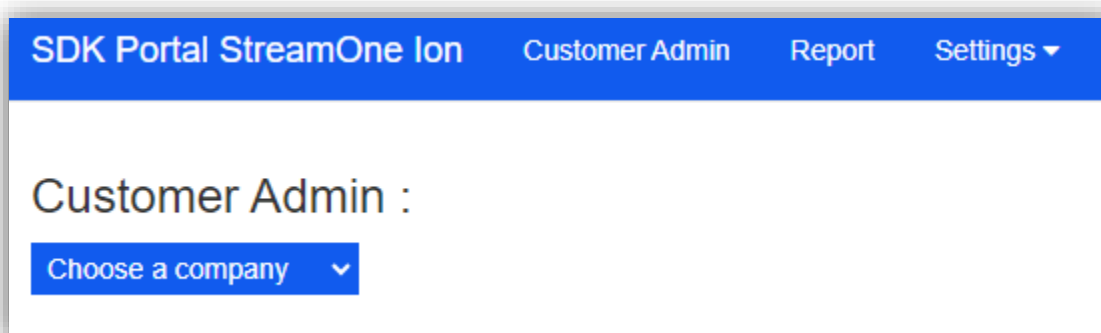 SDK Portal StreamOne Ion Customer Admin Report Settings
Customer Admin :
Choose a company